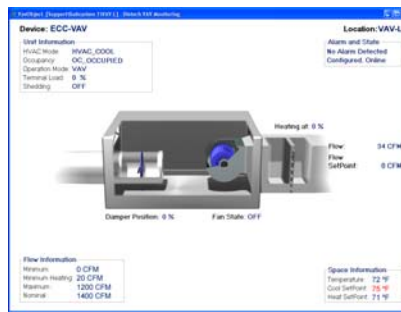 Device: ECC-VAV
Location:VAV-L
Unit Information
HVAC Mode HVAC_COOL
Occupancy OC_OCCUPIED
Operation Mode VAV
Terminal Load 0 %
Shedding OFF
Alarm and State
No Alarm Detected
Configured. Online
Heating at 0 %
Flow: 34 CFM
Flow
SetPoint: 0 CFM
Damper Position: 0 %
Fan State: OFF
Flow Information
Minimum 0 CFM
Minimum Heating 20 CFM
Maximum 1200 CFM
Nominal 1400 CFM
Space Information
Temperature 72 °F
Cool SetPoint 75 °F
Heat SetPoint 71 °F